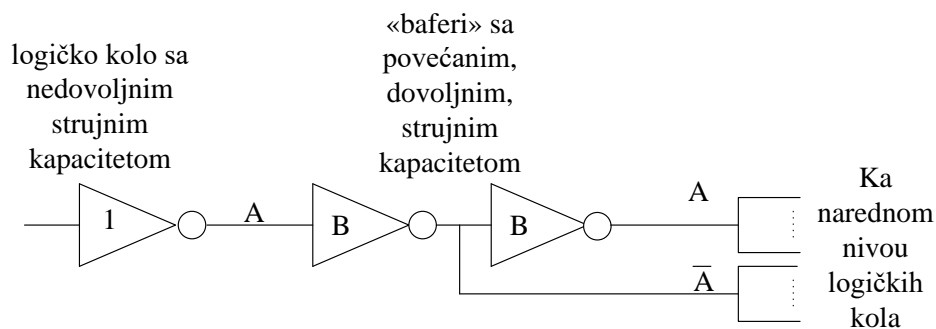 logičko kolo sa
nedovoljnim
strujnim
kapacitetom
«baferi» sa
povećanim,
dovoljnim,
strujnim
kapacitetom
1
A
B
B
A
A
Ka
narednom
nivou
logičkih
kola